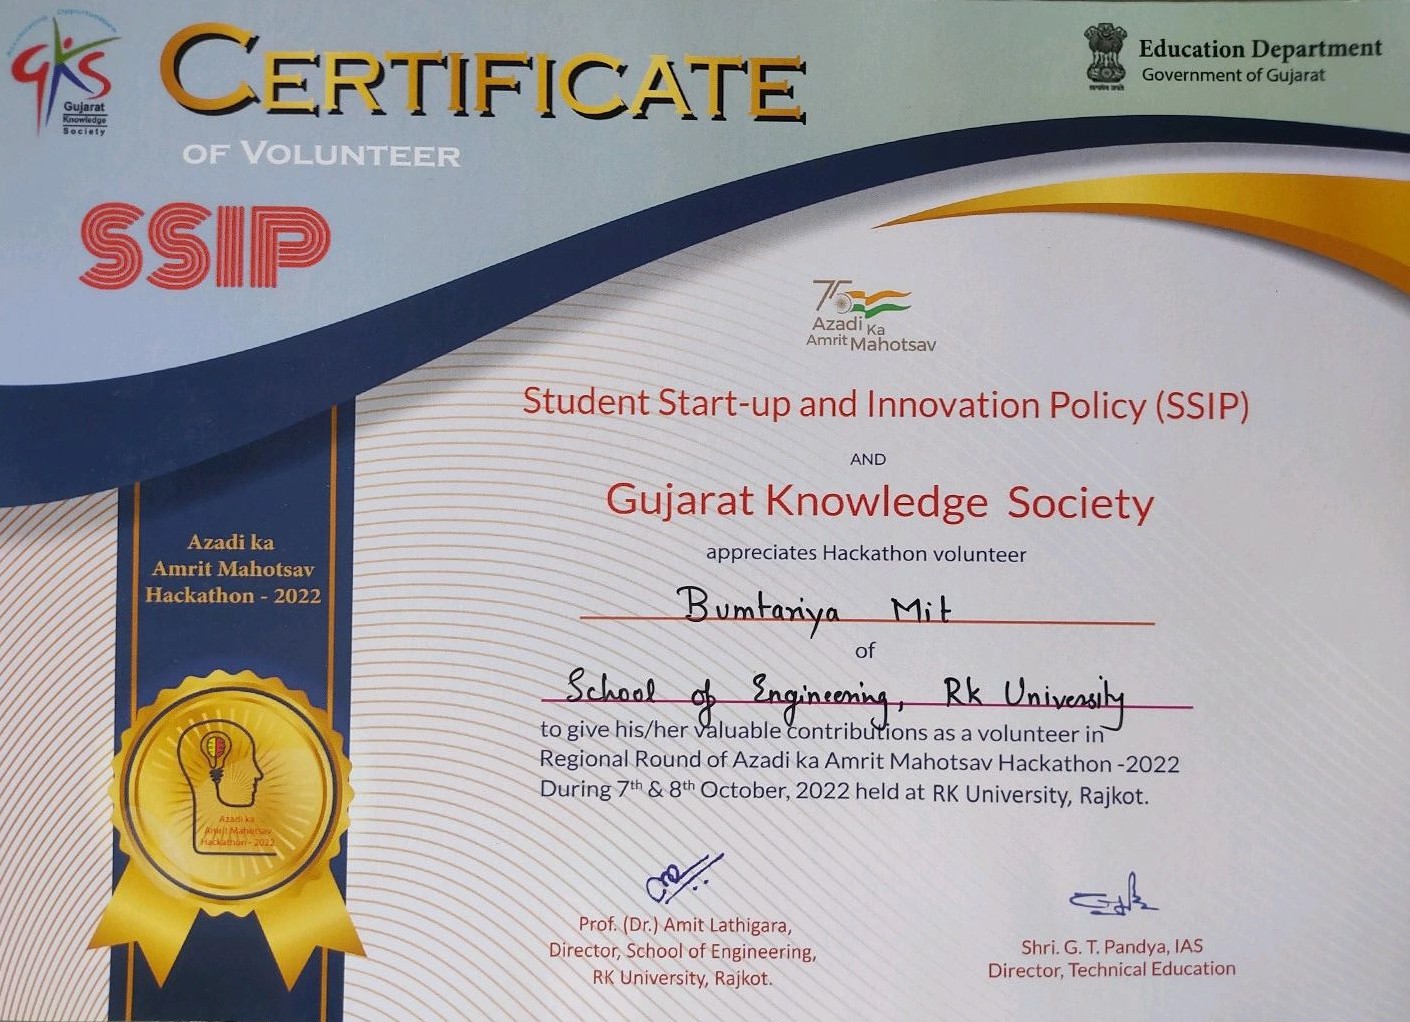 GKS
Gujarat
Knowledge
Society
CERTIFICATE
OF VOLUNTEER
SSIP
Education Department
Government of Gujarat
सत्यमेव जयते
75
Azadi Ka
Amrit Mahotsav
Student Start-up and Innovation Policy (SSIP)
AND
Gujarat Knowledge Society
appreciates Hackathon volunteer
Bumtariya Mit
of
School of Engineering, Rk University
to give his/her valuable contributions as a volunteer in
Regional Round of Azadi ka Amrit Mahotsav Hackathon -2022
During 7th & 8th October, 2022 held at RK University, Rajkot.
Azadi ka
Amrit Mahotsav
Hackathon - 2022
Azadi ka
Amrit Mahotsav
Hackathon - 2022
Prof. (Dr.) Amit Lathigara,
Director, School of Engineering,
RK University, Rajkot.
Shri. G. T. Pandya, IAS
Director, Technical Education